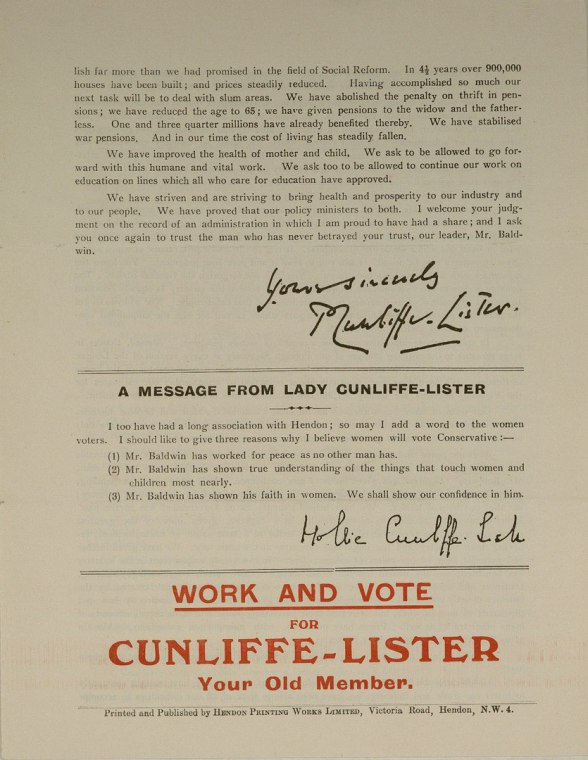 lish far more than we had promised in the field of Social Reform. In 4½ years over 900,000
houses have been built; and prices steadily reduced. Having accomplished so much our
next task will be to deal with slum areas. We have abolished the penalty on thrift in pen-
sions; we have reduced the age to 65; we have given pensions to the widow and the father-
less. One and three quarter millions have already benefited thereby. We have stabilised
war pensions. And in our time the cost of living has steadily fallen.
We have improved the health of mother and child. We ask to be allowed to go for-
ward with this humane and vital work. We ask too to be allowed to continue our work on
education on lines which all who care for education have approved.
We have striven and are striving to bring health and prosperity to our industry and
to our people. We have proved that our policy ministers to both. I welcome your judg-
ment on the record of an administration in which I am proud to have had a share; and I ask
you once again to trust the man who has never betrayed your trust, our leader, Mr. Bald-
win.
Yours sincerely
P Cunliffe-Lister.
A MESSAGE FROM LADY CUNLIFFE-LISTER
I too have had a long association with Hendon; so may I add a word to the women
voters. I should like to give three reasons why I believe women will vote Conservative:—
(1) Mr. Baldwin has worked for peace as no other man has.
(2) Mr. Baldwin has shown true understanding of the things that touch women and
children most nearly.
(3) Mr. Baldwin has shown his faith in women. We shall show our confidence in him.
Mollie Cunliffe-Lister
WORK AND VOTE
FOR
CUNLIFFE-LISTER
Your Old Member.
Printed and Published by HENDON PRINTING WORKS LIMITED, Victoria Road, Hendon, N.W. 4.